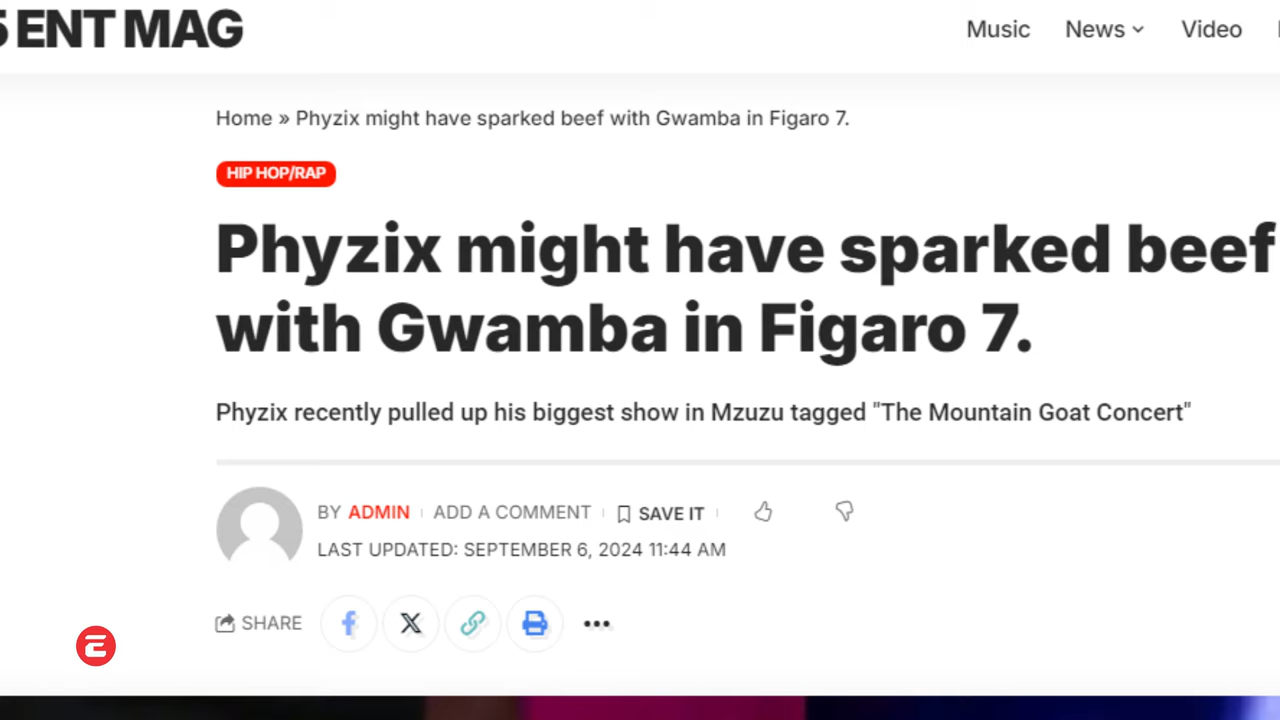 5 ENT MAG
Music News Video
Home » Phyzix might have sparked beef with Gwamba in Figaro 7.
HIP HOP/RAP
Phyzix might have sparked beef
with Gwamba in Figaro 7.
Phyzix recently pulled up his biggest show in Mzuzu tagged "The Mountain Goat Concert"
BY ADMIN ADD A COMMENT SAVE IT
LAST UPDATED: SEPTEMBER 6, 2024 11:44 AM
SHARE